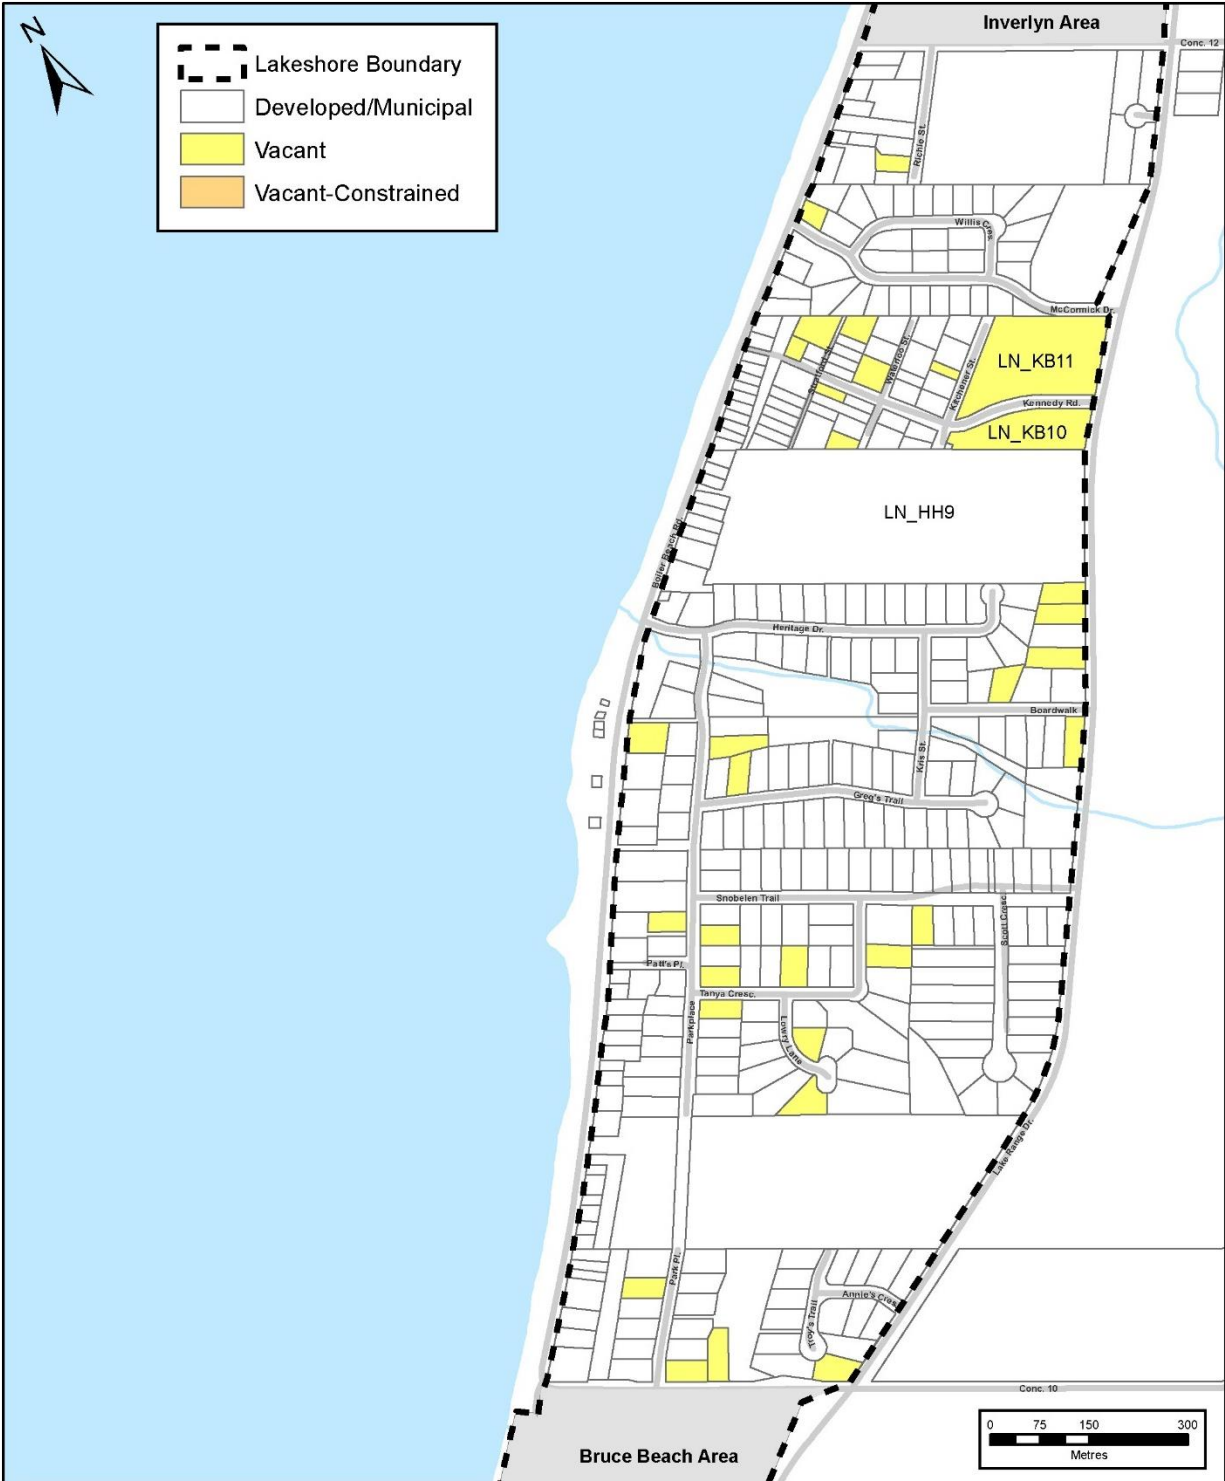 Inverlyn Area
N
Conc. 12
Lakeshore Boundary
Developed/Municipal
Vacant
Vacant-Constrained
Richie St.
Willis Cres.
McCormick Dr.
Stratford St.
Waterloo St.
Kitchener St.
LN_KB11
Kennedy Rd.
LN_KB10
LN_HH9
Boiler Beach Rd.
Heritage Dr.
Boardwalk
Kris St.
Greg's Trail
Snobelen Trail
Scott Cresc.
Patt's Pl.
Tanya Cresc.
Parkplace
Lowry Lane
Lake Range Dr.
Park Pl.
Annie's Cres.
Troy's Trail
Conc. 10
0 75 150 300
Metres
Bruce Beach Area